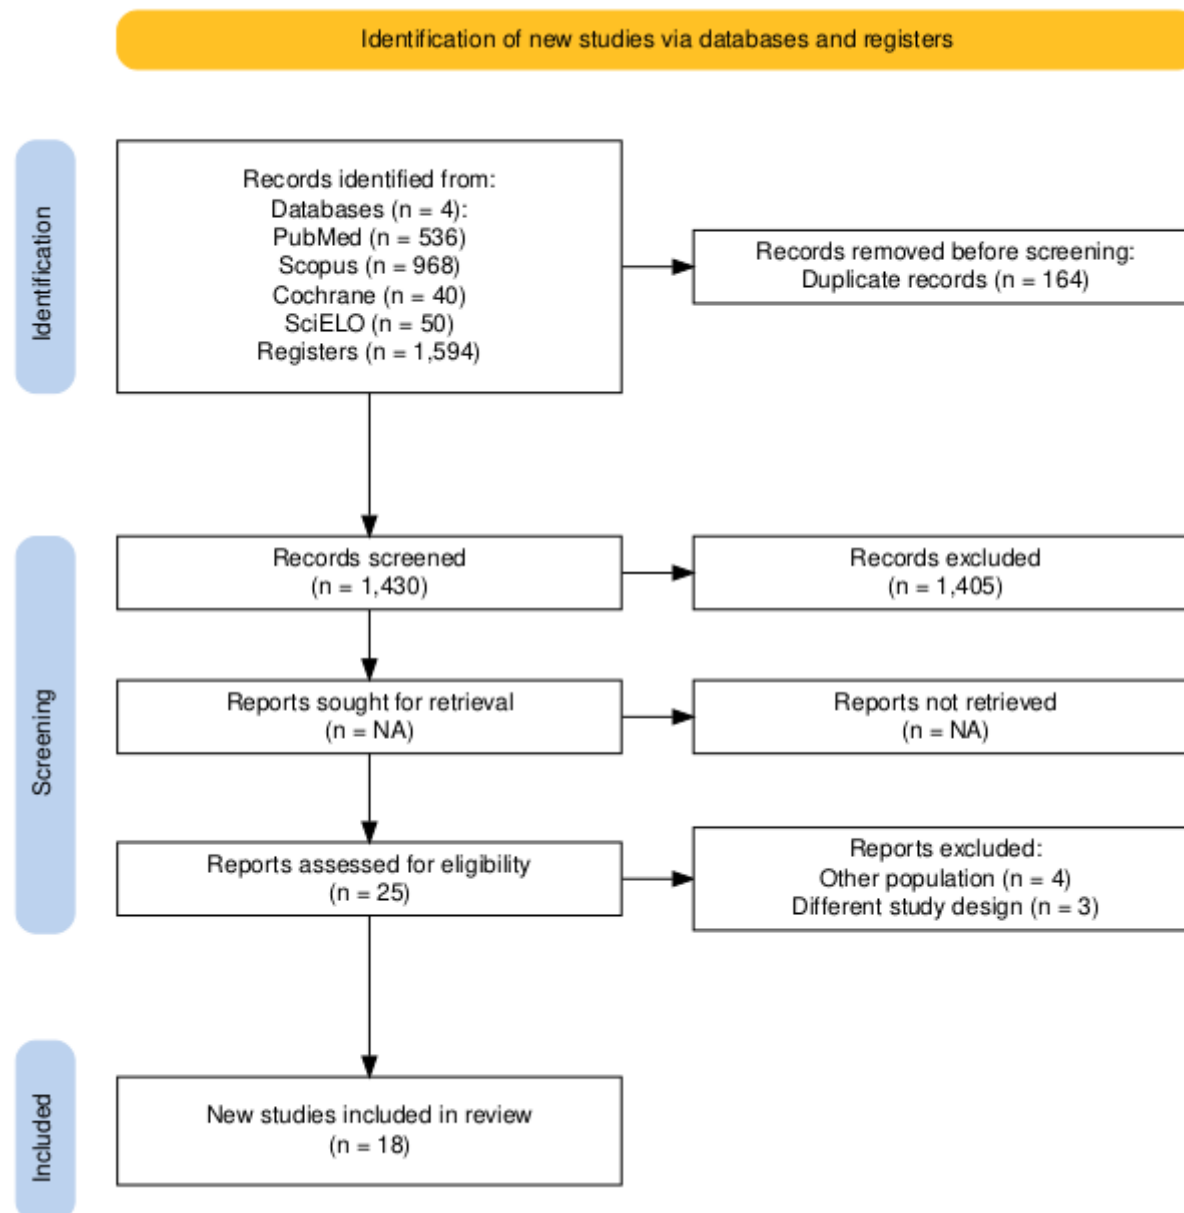 Identification of new studies via databases and registers
Identification
Records identified from:
Databases (n = 4):
PubMed (n = 536)
Scopus (n = 968)
Cochrane (n = 40)
SciELO (n = 50)
Registers (n = 1,594)
Records removed before screening:
Duplicate records (n = 164)
Screening
Records screened
(n = 1,430)
Records excluded
(n = 1,405)
Reports sought for retrieval
(n = NA)
Reports not retrieved
(n = NA)
Reports assessed for eligibility
(n = 25)
Reports excluded:
Other population (n = 4)
Different study design (n = 3)
Included
New studies included in review
(n = 18)